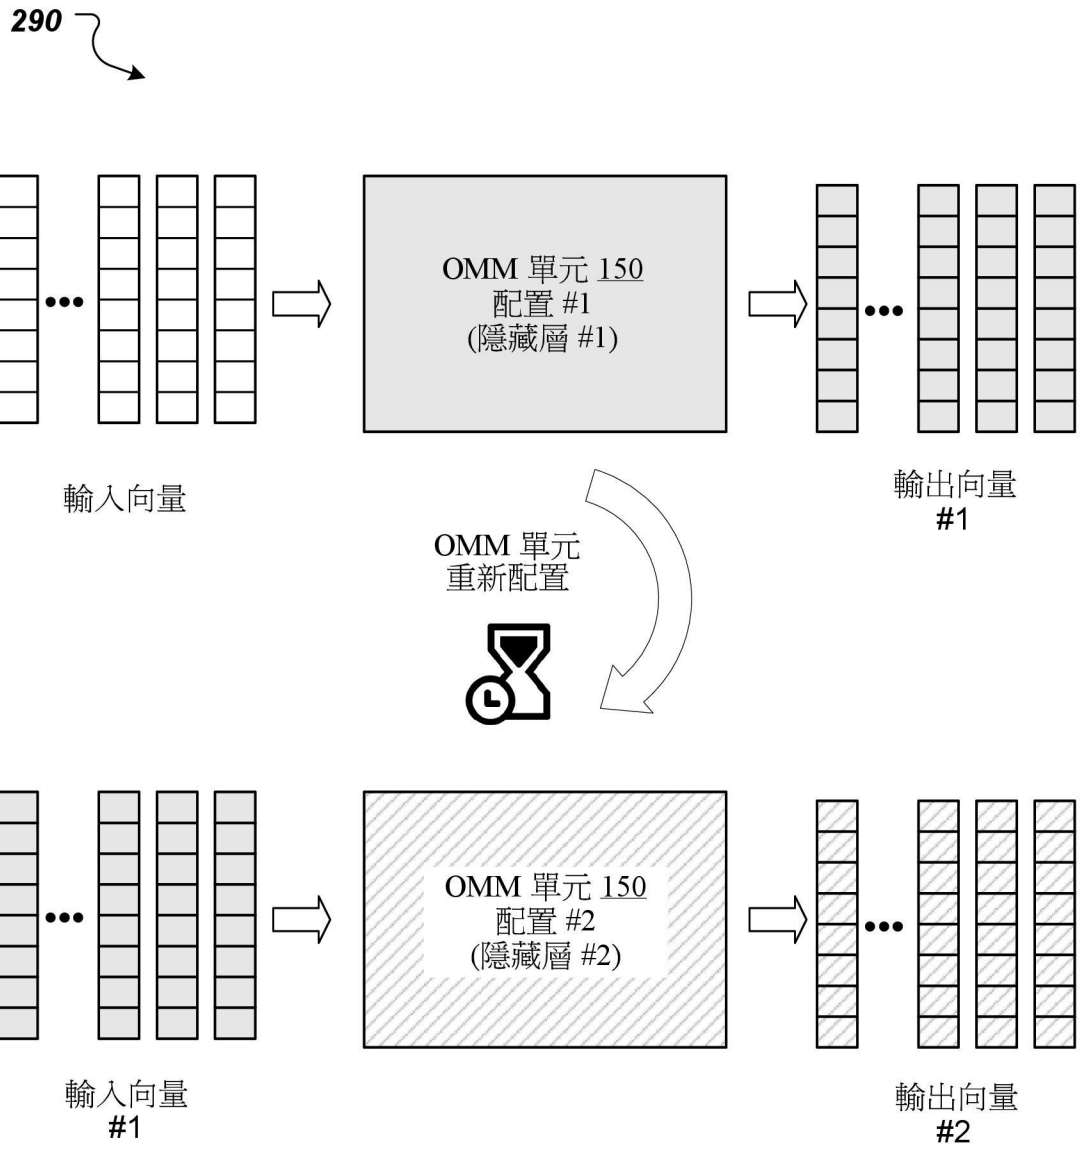 290
OMM 單元 150
配置 #1
(隱藏層 #1)
輸入向量
輸出向量
#1
OMM 單元
重新配置
OMM 單元 150
配置 #2
(隱藏層 #2)
輸入向量
#1
輸出向量
#2